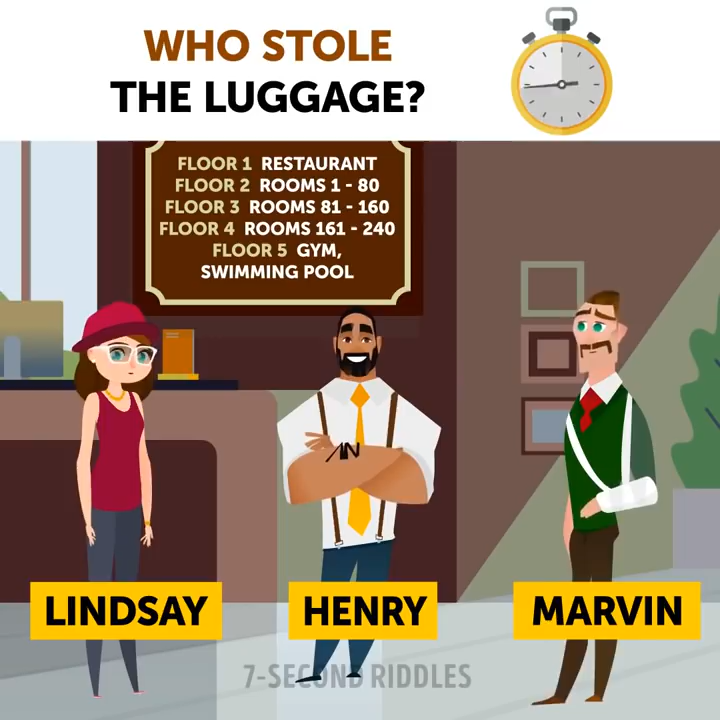 WHO STOLE
THE LUGGAGE?
FLOOR 1 RESTAURANT
FLOOR 2 ROOMS 1 - 80
FLOOR 3 ROOMS 81 - 160
FLOOR 4 ROOMS 161 - 240
FLOOR 5 GYM,
SWIMMING POOL
LINDSAY
HENRY
MARVIN
7-SECOND RIDDLES